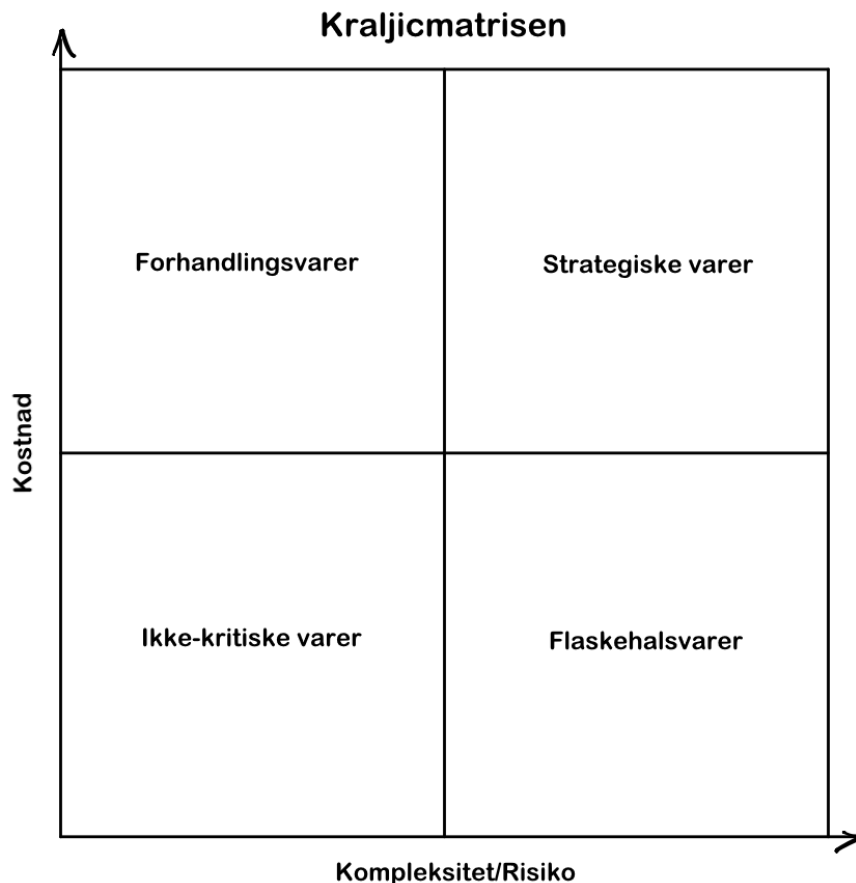 Kraljicmatrisen
Forhandlingsvarer
Strategiske varer
Kostnad
Ikke-kritiske varer
Flaskehalsvarer
Kompleksitet/Risiko